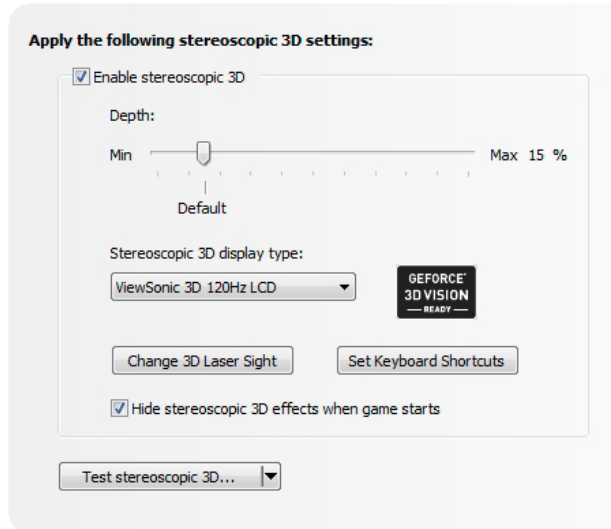 Apply the following stereoscopic 3D settings:
Enable stereoscopic 3D
Depth:
Min Max 15 %
Default
Stereoscopic 3D display type:
ViewSonic 3D 120Hz LCD
GEFORCE
3D VISION
READY
Change 3D Laser Sight Set Keyboard Shortcuts
Hide stereoscopic 3D effects when game starts
Test stereoscopic 3D...